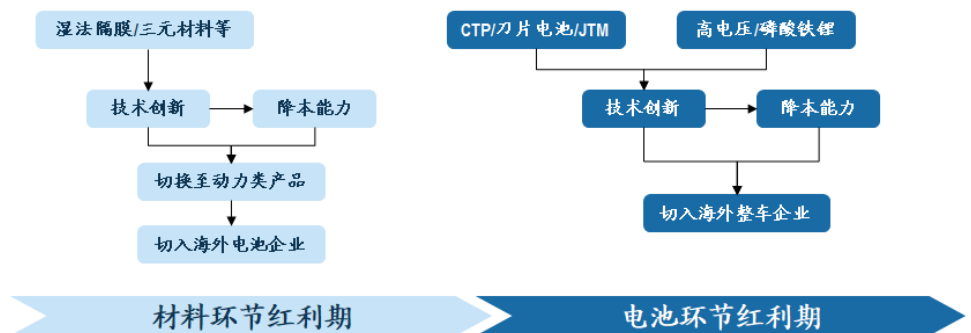 湿法隔膜/三元材料等
技术创新
降本能力
切换至动力类产品
切入海外电池企业
材料环节红利期
CTP/刀片电池/JTM
高电压/磷酸铁锂
技术创新
降本能力
切入海外整车企业
电池环节红利期